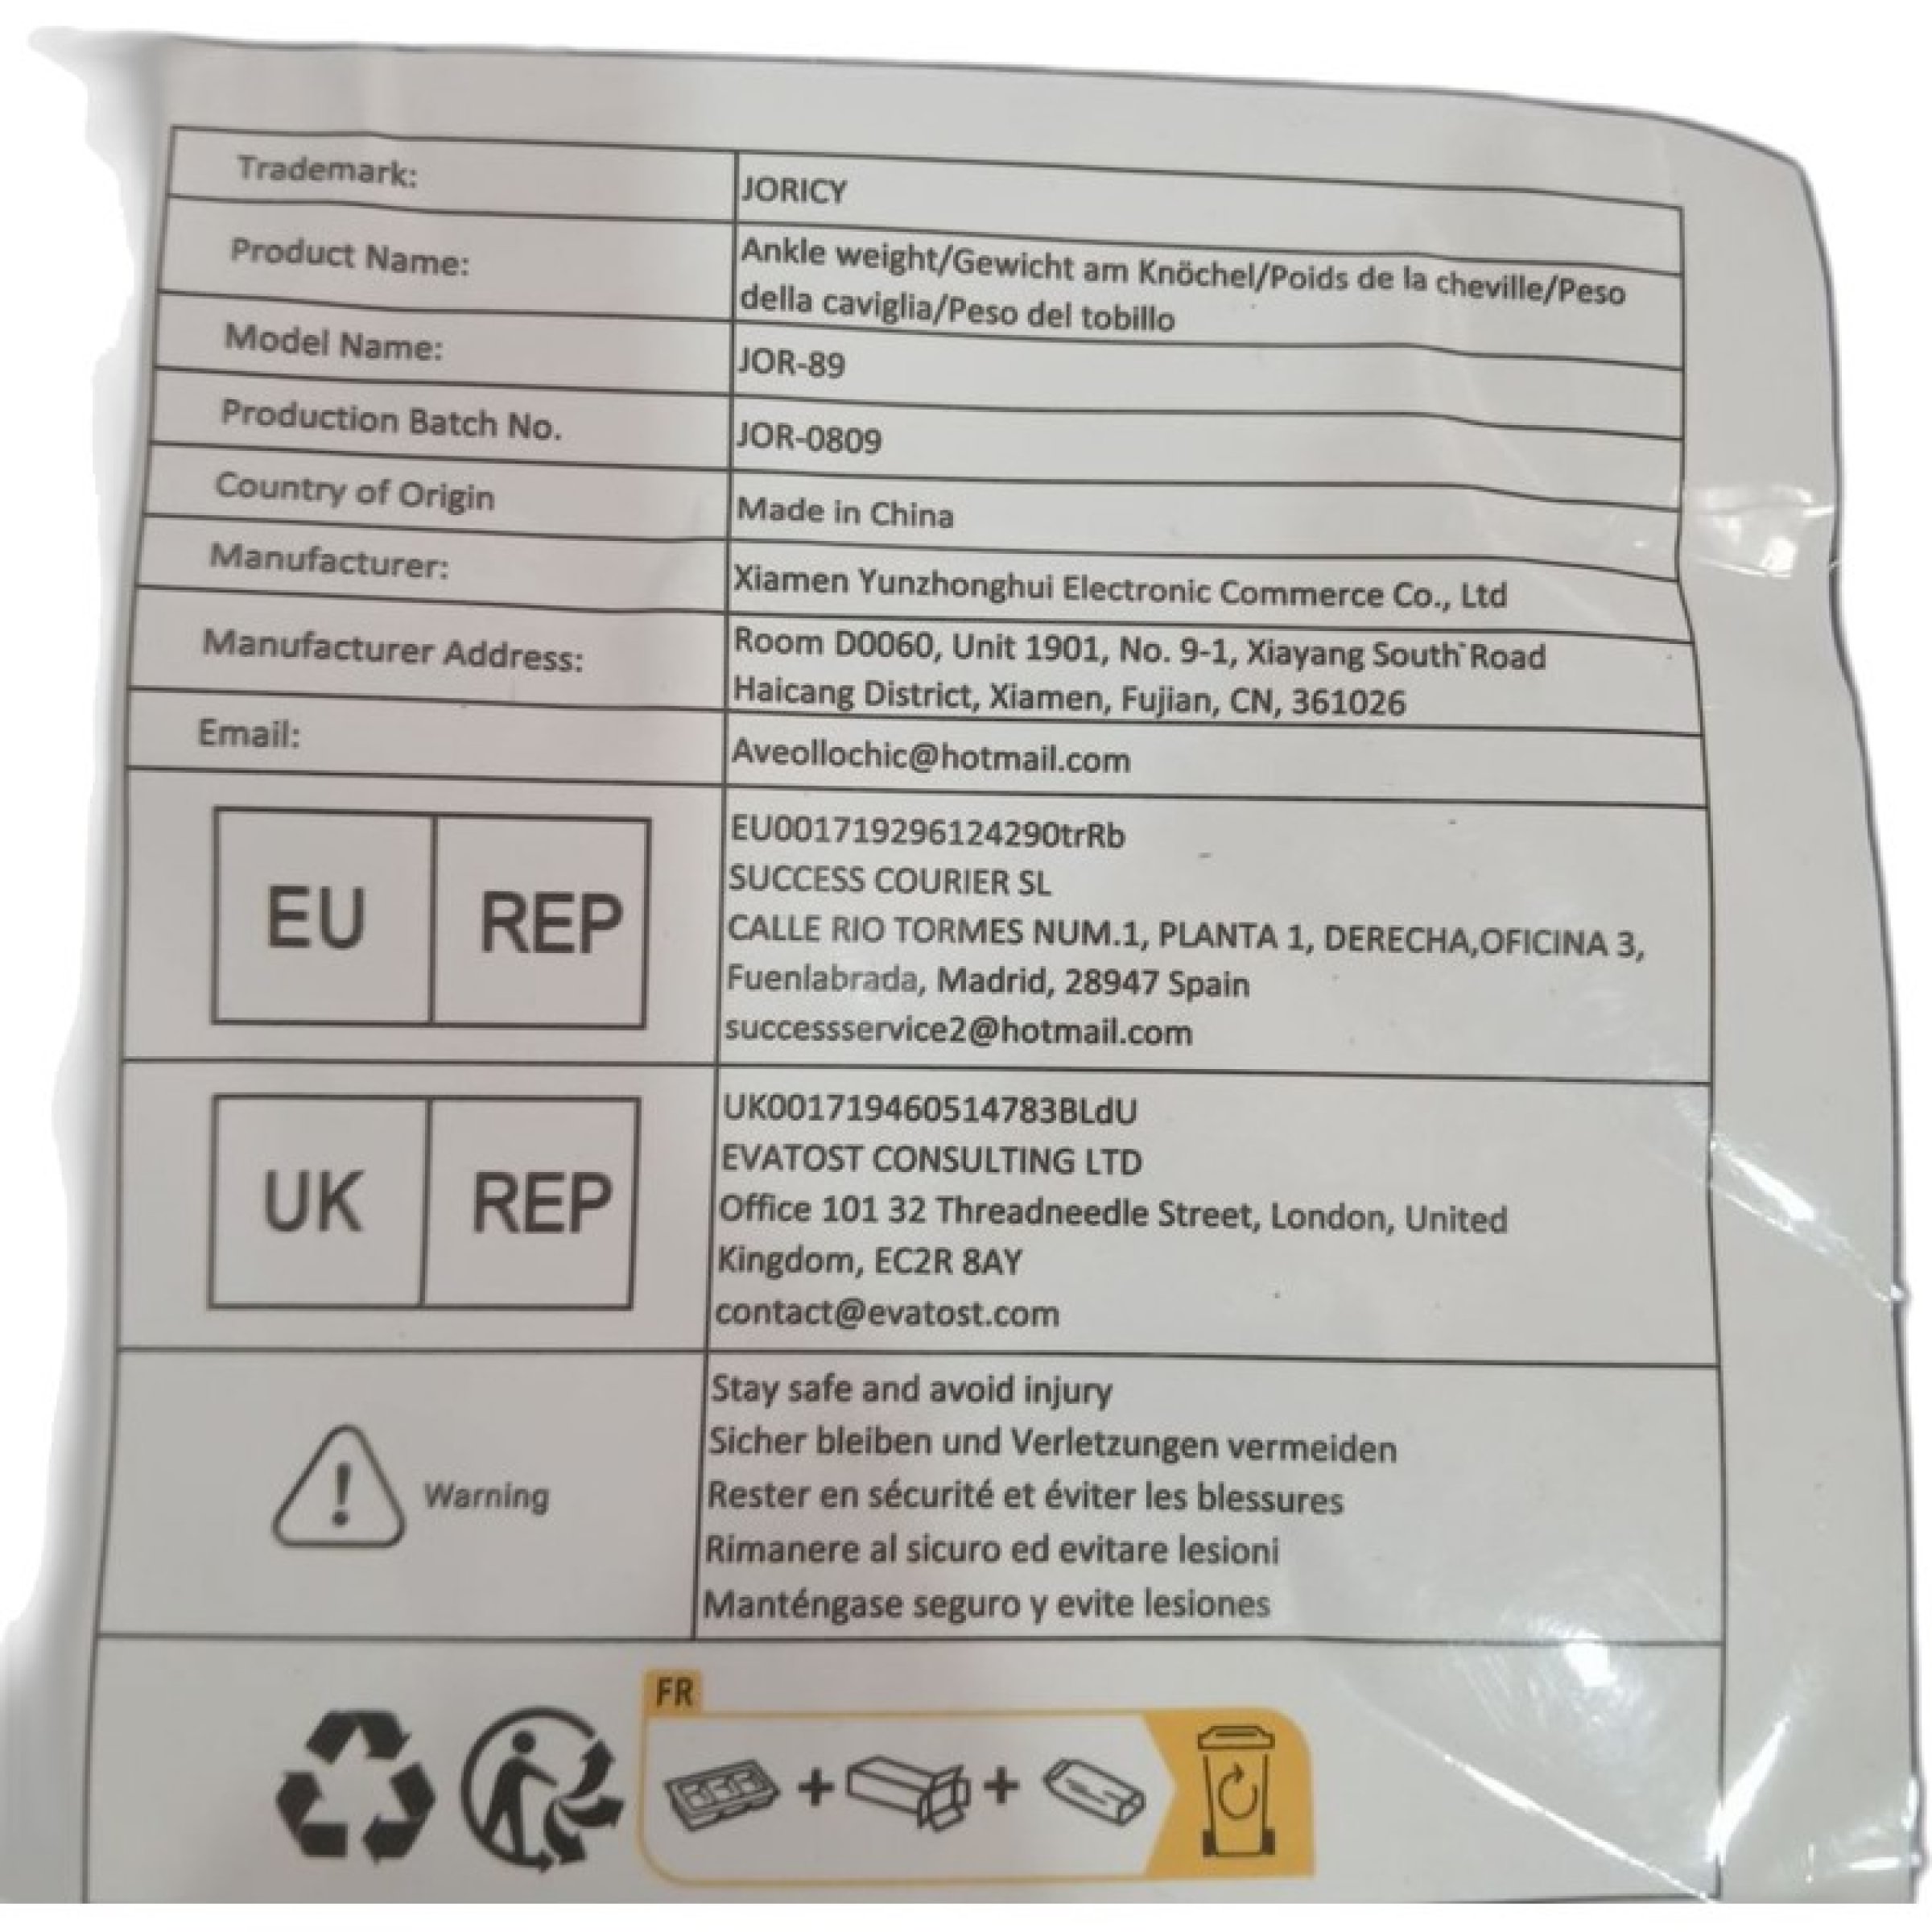 Trademark:
JORICY
Product Name:
Ankle weight/Gewicht am Knöchel/Poids de la cheville/Peso
della caviglia/Peso del tobillo
Model Name:
JOR-89
Production Batch No.
JOR-0809
Country of Origin
Made in China
Manufacturer:
Xiamen Yunzhonghui Electronic Commerce Co., Ltd
Manufacturer Address:
Room D0060, Unit 1901, No. 9-1, Xiayang South Road
Haicang District, Xiamen, Fujian, CN, 361026
Email:
Aveollochic@hotmail.com
EU REP
EU001719296124290trRb
SUCCESS COURIER SL
CALLE RIO TORMES NUM.1, PLANTA 1, DERECHA,OFICINA 3,
Fuenlabrada, Madrid, 28947 Spain
successservice2@hotmail.com
UK REP
UK001719460514783BLdU
EVATOST CONSULTING LTD
Office 101 32 Threadneedle Street, London, United
Kingdom, EC2R 8AY
contact@evatost.com
Warning
Stay safe and avoid injury
Sicher bleiben und Verletzungen vermeiden
Rester en sécurité et éviter les blessures
Rimanere al sicuro ed evitare lesioni
Manténgase seguro y evite lesiones
FR